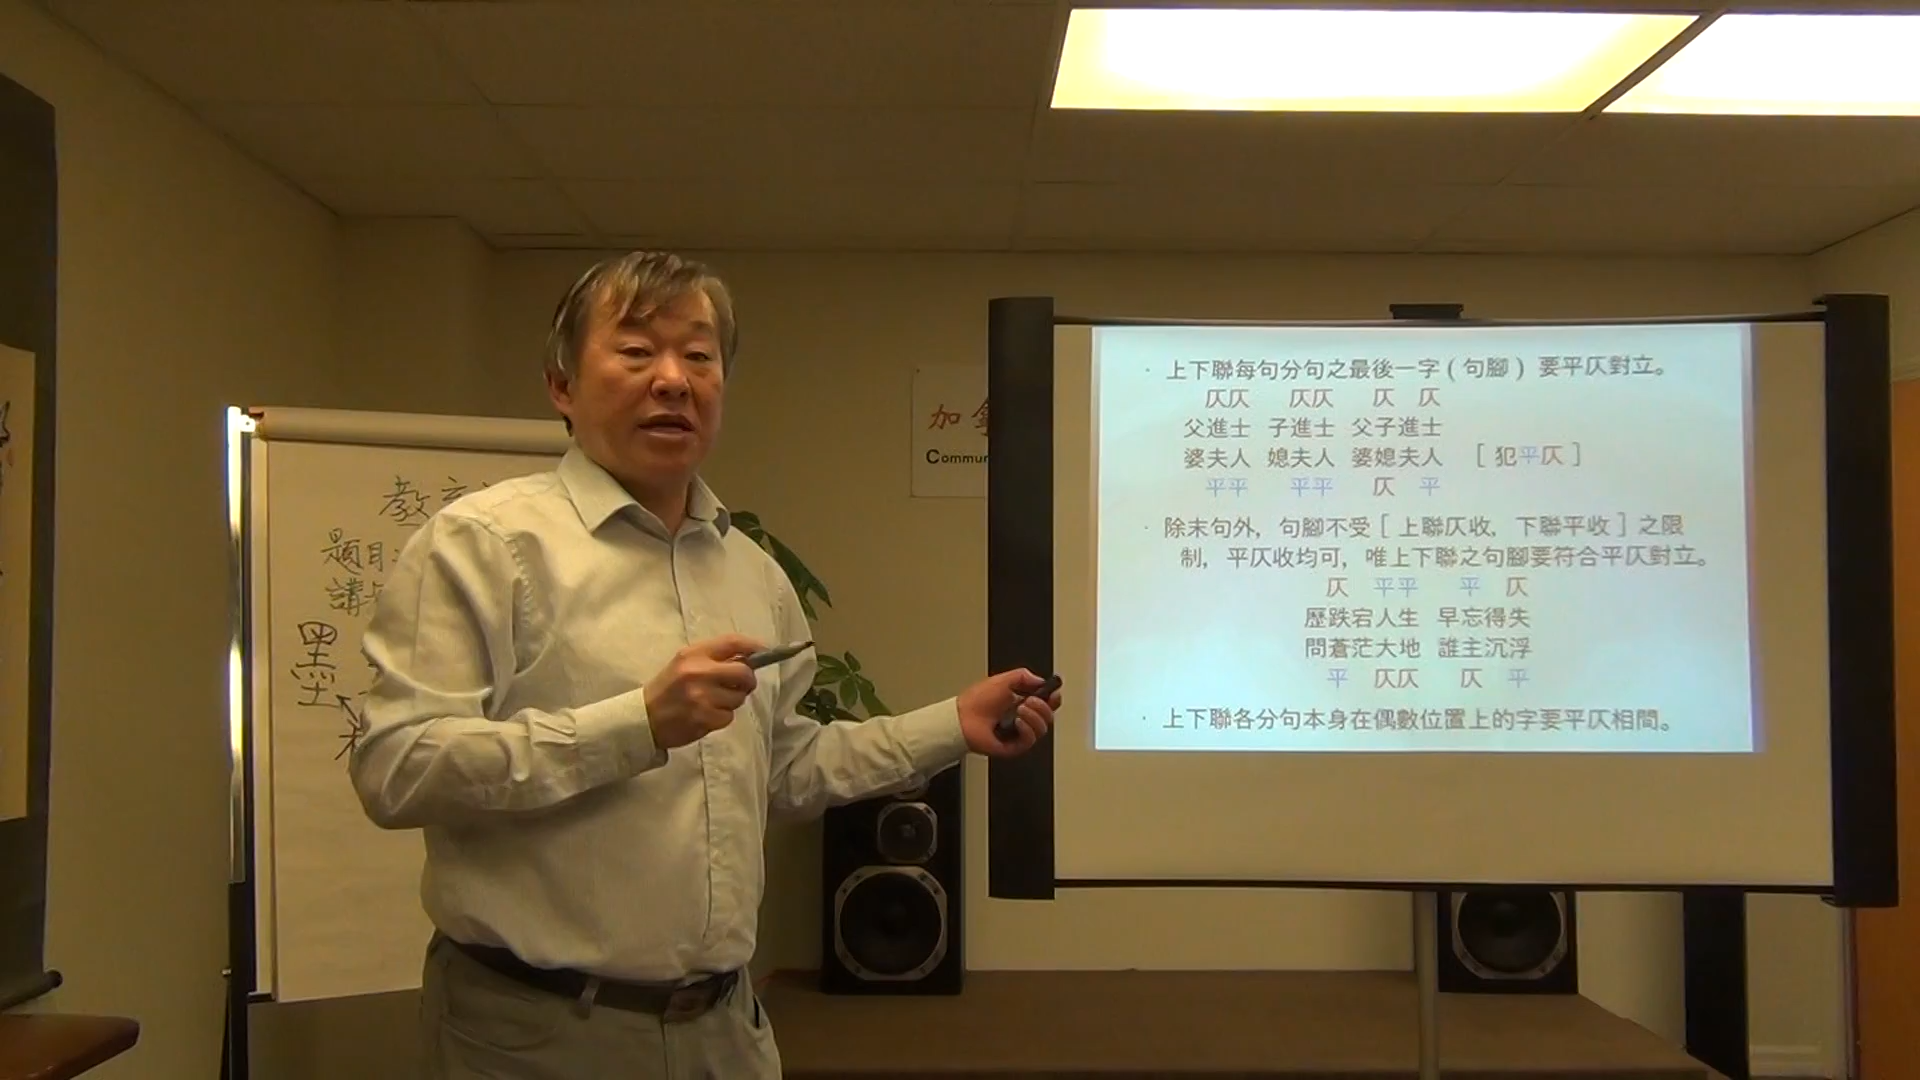 教育
題目
講
墨
加拿
Commun
· 上下聯每句分句之最後一字(句腳) 要平仄對立。
仄仄 仄仄 仄 仄
父進士 子進士 父子進士
婆夫人 媳夫人 婆媳夫人 [犯平仄]
平平 平平 仄 平
· 除末句外，句腳不受[上聯仄收，下聯平收]之限
制，平仄收均可，唯上下聯之句腳要符合平仄對立。
仄 平平 平 仄
歷跌宕人生 早忘得失
問蒼茫大地 誰主沉浮
平 仄仄 仄 平
· 上下聯各分句本身在偶數位置上的字要平仄相間。